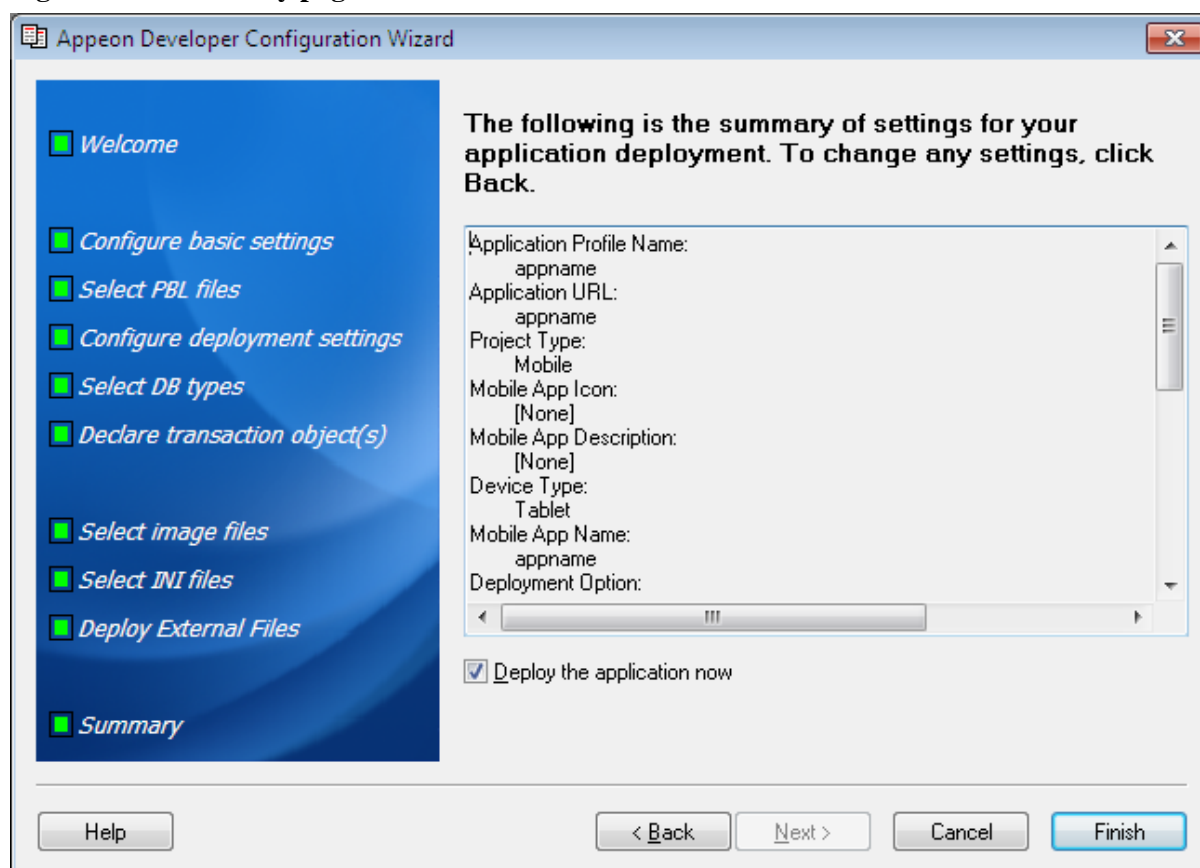 Appeon Developer Configuration Wizard
Welcome
Configure basic settings
Select PBL files
Configure deployment settings
Select DB types
Declare transaction object(s)
Select image files
Select INI files
Deploy External Files
Summary
The following is the summary of settings for your
application deployment. To change any settings, click
Back.
Application Profile Name:
appname
Application URL:
appname
Project Type:
Mobile
Mobile App Icon:
[None]
Mobile App Description:
[None]
Device Type:
Tablet
Mobile App Name:
appname
Deployment Option:
Deploy the application now
Help
< Back
Next >
Cancel
Finish